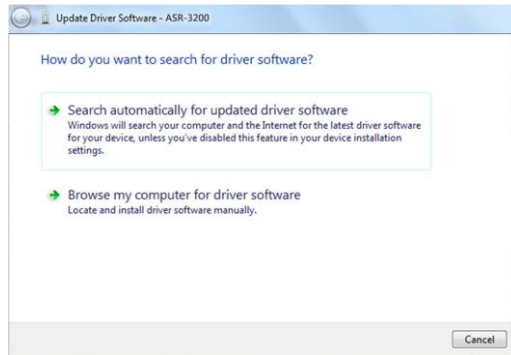 Update Driver Software - ASR-3200
How do you want to search for driver software?
Search automatically for updated driver software
Windows will search your computer and the Internet for the latest driver software
for your device, unless you've disabled this feature in your device installation
settings.
Browse my computer for driver software
Locate and install driver software manually.
Cancel